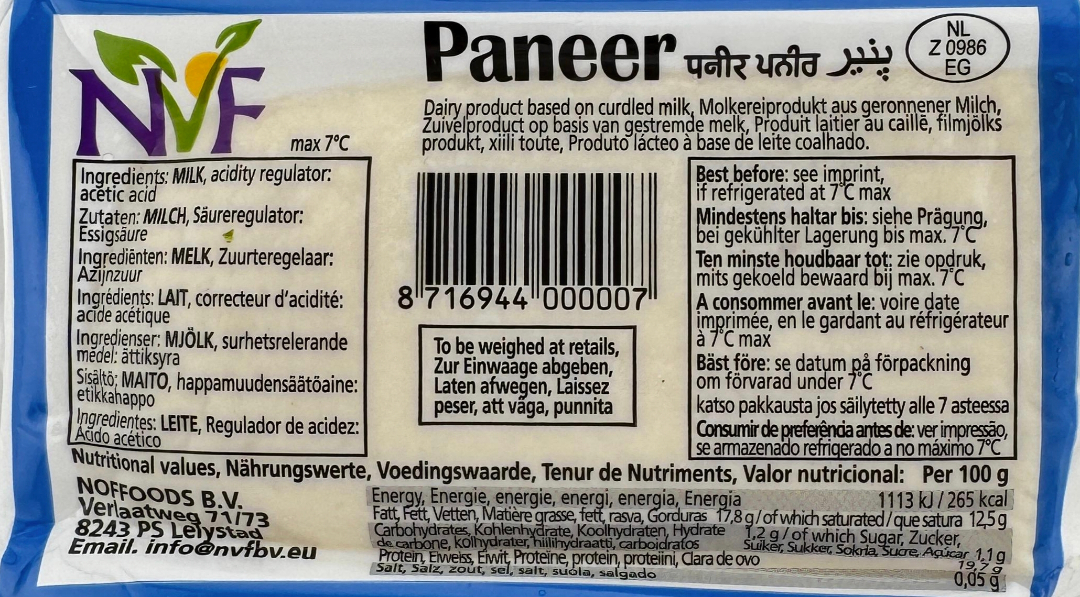 NVF
max 7°C
Paneer पनीर ਪਨੀਰ پنیر
NL
Z 0986
EG
Dairy product based on curdled milk, Molkereiprodukt aus geronnener Milch,
Zuivelproduct op basis van gestremde melk, Produit laitier au caillé, filmjölks
produkt, xiili toute, Produto lácteo à base de leite coalhado.
Ingredients: MILK, acidity regulator:
acetic acid
Zutaten: MILCH, Säureregulator:
Essigsäure
Ingrediënten: MELK, Zuurteregelaar:
Azijnzuur
Ingrédients: LAIT, correcteur d'acidité:
acide acétique
Ingredienser: MJÖLK, surhetsrelerande
medel: ättiksyra
Sisältö: MAITO, happamuudensäätöaine:
etikkahappo
Ingredientes: LEITE, Regulador de acidez:
Ácido acético
8 716944 000007
To be weighed at retails,
Zur Einwaage abgeben,
Laten afwegen, Laissez
peser, att våga, punnita
Best before: see imprint,
if refrigerated at 7°C max
Mindestens haltar bis: siehe Prägung,
bei gekühlter Lagerung bis max. 7°C
Ten minste houdbaar tot: zie opdruk,
mits gekoeld bewaard bij max. 7°C
A consommer avant le: voire date
imprimée, en le gardant au réfrigérateur
à 7°C max
Bäst före: se datum på förpackning
om förvarad under 7°C
katso pakkausta jos säilytetty alle 7 asteessa
Consumir de preferência antes de: ver impressão,
se armazenado refrigerado a no máximo 7°C
Nutritional values, Nährungswerte, Voedingswaarde, Tenur de Nutriments, Valor nutricional: Per 100 g
NOFFOODS B.V.
Verlaatweg 71/73
8243 PS Lelystad
Email. info@nvfbv.eu
Energy, Energie, energie, energi, energia, Energia 1113 kJ / 265 kcal
Fatt, Fett, Vetten, Matière grasse, fett, rasva, Gorduras 17,8 g / of which saturated / que satura 12,5 g
Carbohydrates, Kohlenhydrate, Koolhydraten, Hydrate 1,2 g / of which Sugar, Zucker,
de carbone, kolhydrater, hiilihydraatti, carboidratos Suiker, Sukker, Sokria, Sucre, Açúcar 1,1 g
Protein, Eiweiss, Eiwit, Proteïne, protein, proteiini, Clara de ovo 19,7 g
Salt, Salz, zout, sel, salt, suola, salgado 0,05 g